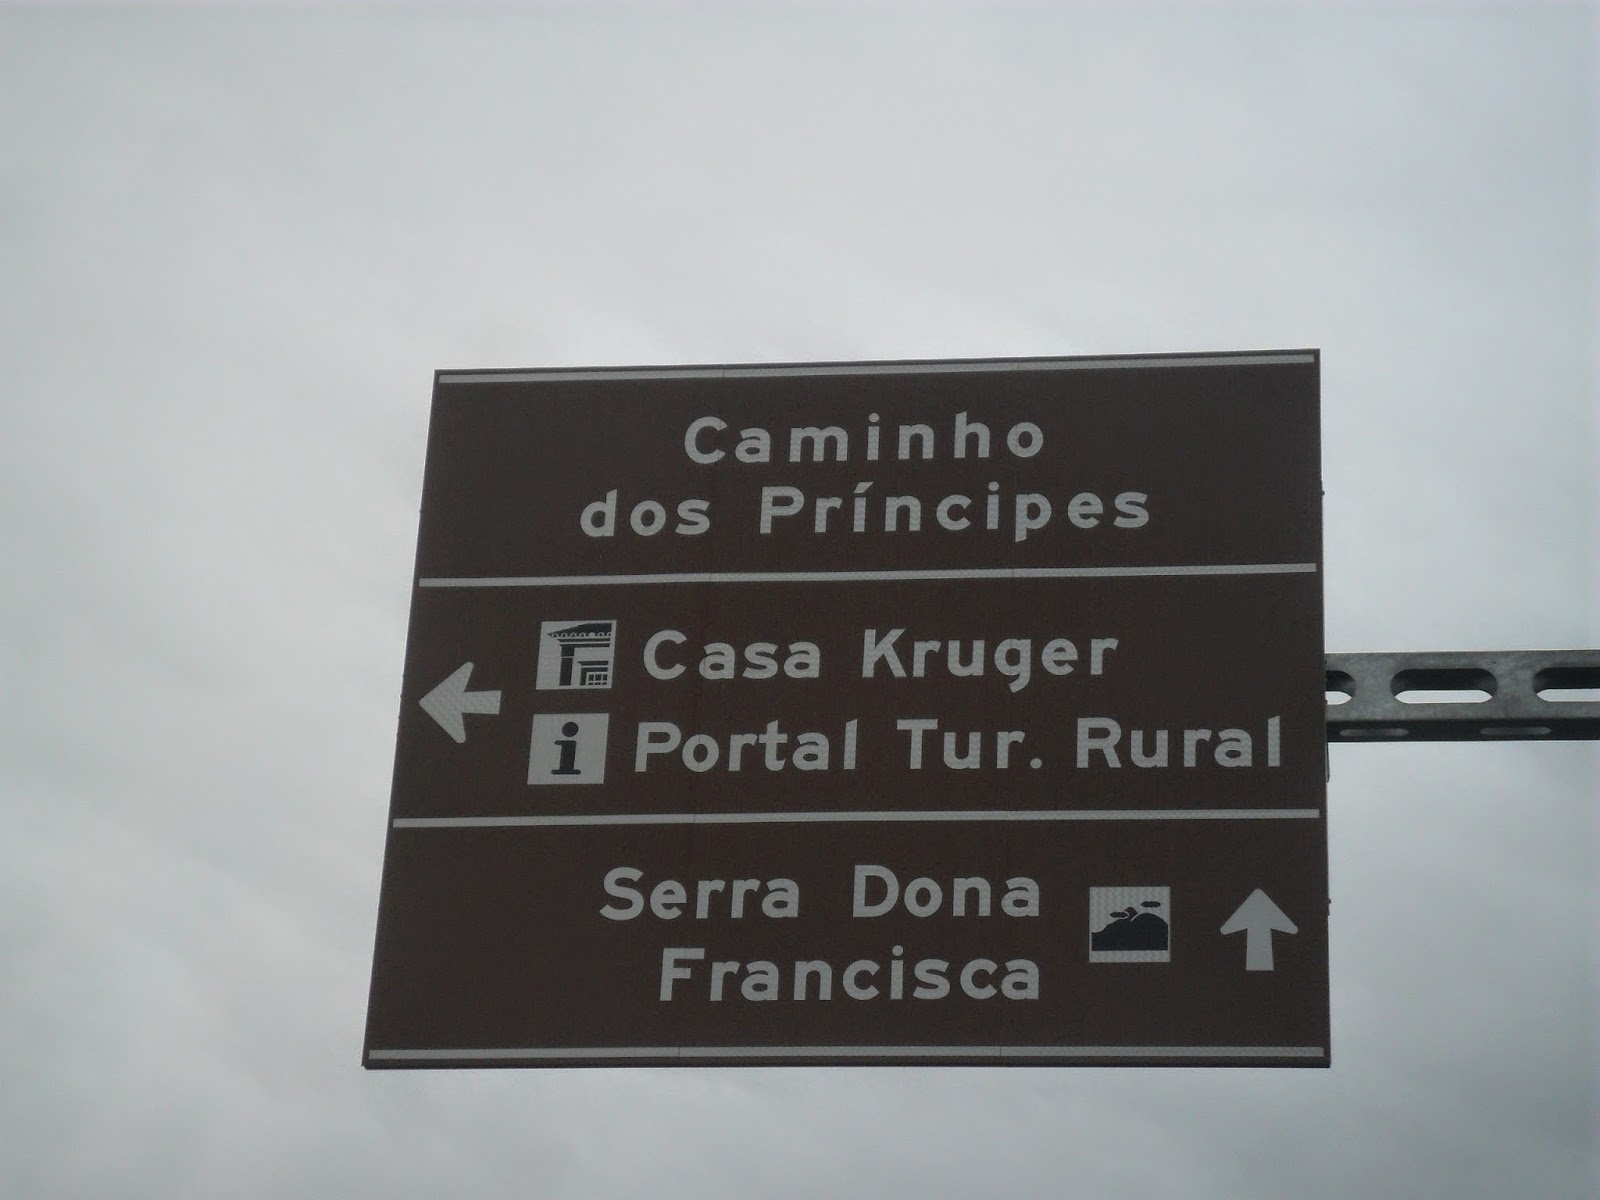 Caminho
dos Príncipes
Casa Kruger
i Portal Tur. Rural
Serra Dona
Francisca